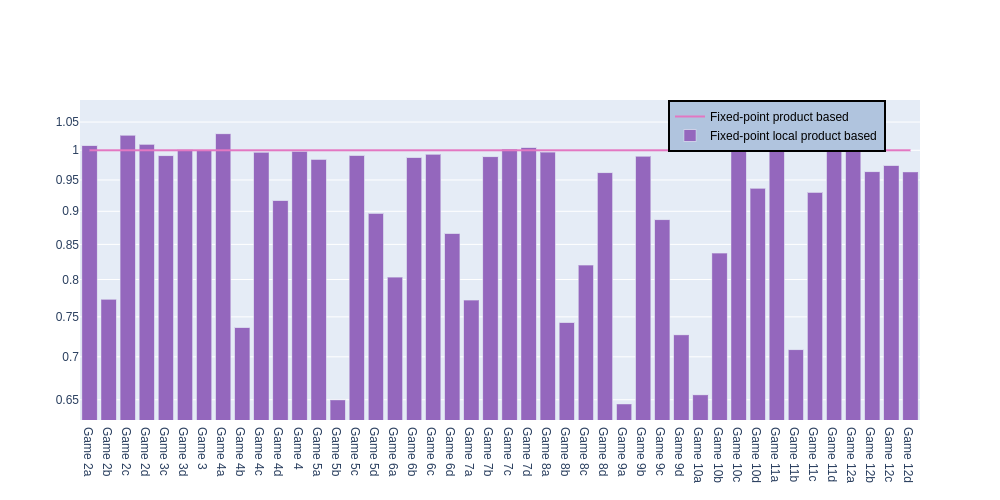 Fixed-point product based
Fixed-point local product based
1.05
1
0.95
0.9
0.85
0.8
0.75
0.7
0.65
Game 2a
Game 2b
Game 2c
Game 2d
Game 3c
Game 3d
Game 3
Game 4a
Game 4b
Game 4c
Game 4d
Game 4
Game 5a
Game 5b
Game 5c
Game 5d
Game 6a
Game 6b
Game 6c
Game 6d
Game 7a
Game 7b
Game 7c
Game 7d
Game 8a
Game 8b
Game 8c
Game 8d
Game 9a
Game 9b
Game 9c
Game 9d
Game 10a
Game 10b
Game 10c
Game 10d
Game 11a
Game 11b
Game 11c
Game 11d
Game 12a
Game 12b
Game 12c
Game 12d